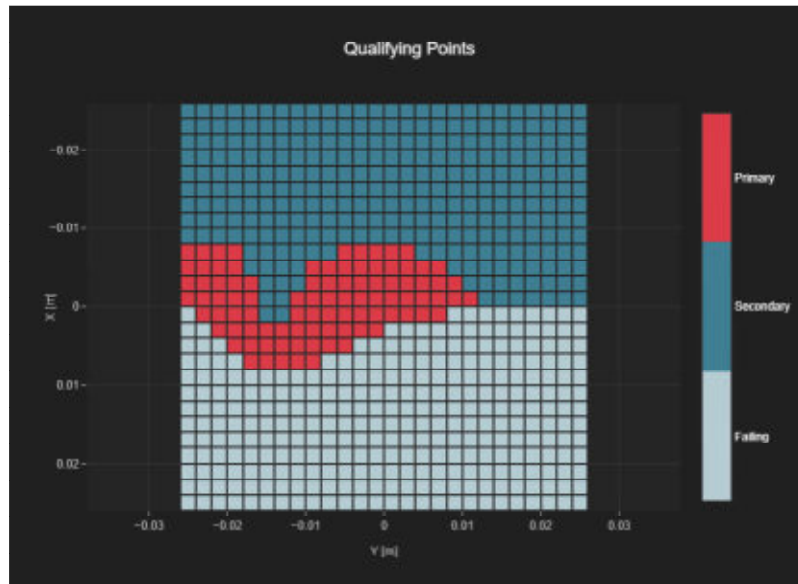 Qualifying Points
−0.02
−0.01
0
0.01
0.02
X [m]
−0.03
−0.02
−0.01
0
0.01
0.02
0.03
Y [m]
Primary
Secondary
Failing